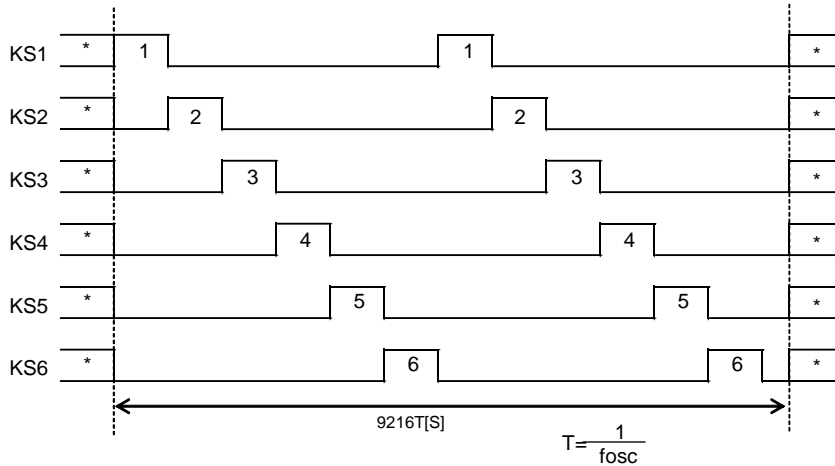 KS1 * 1 1 *
KS2 * 2 2 *
KS3 * 3 3 *
KS4 * 4 4 *
KS5 * 5 5 *
KS6 * 6 6 *
9216T[S]
T= 1
fosc